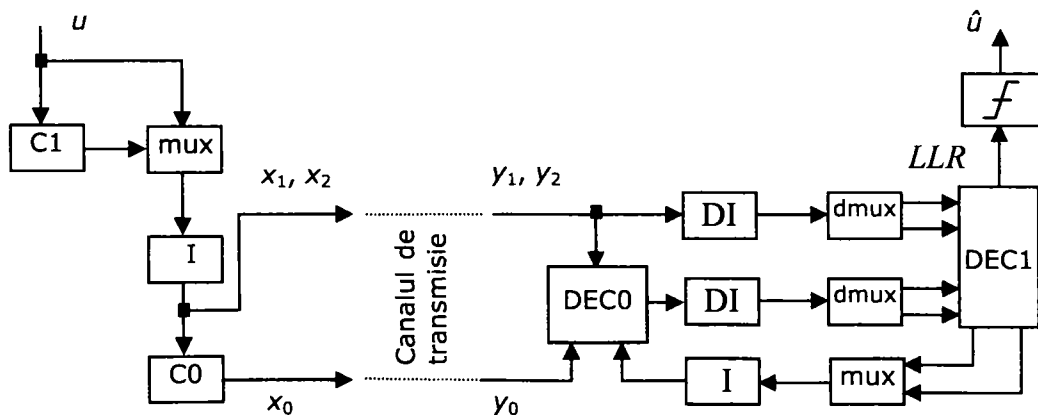 u
û
C1
mux
LLR
x₁, x₂
y₁, y₂
I
DI
dmux
DEC1
Canalul de
transmisie
DEC0
DI
dmux
C0
I
mux
x₀
y₀